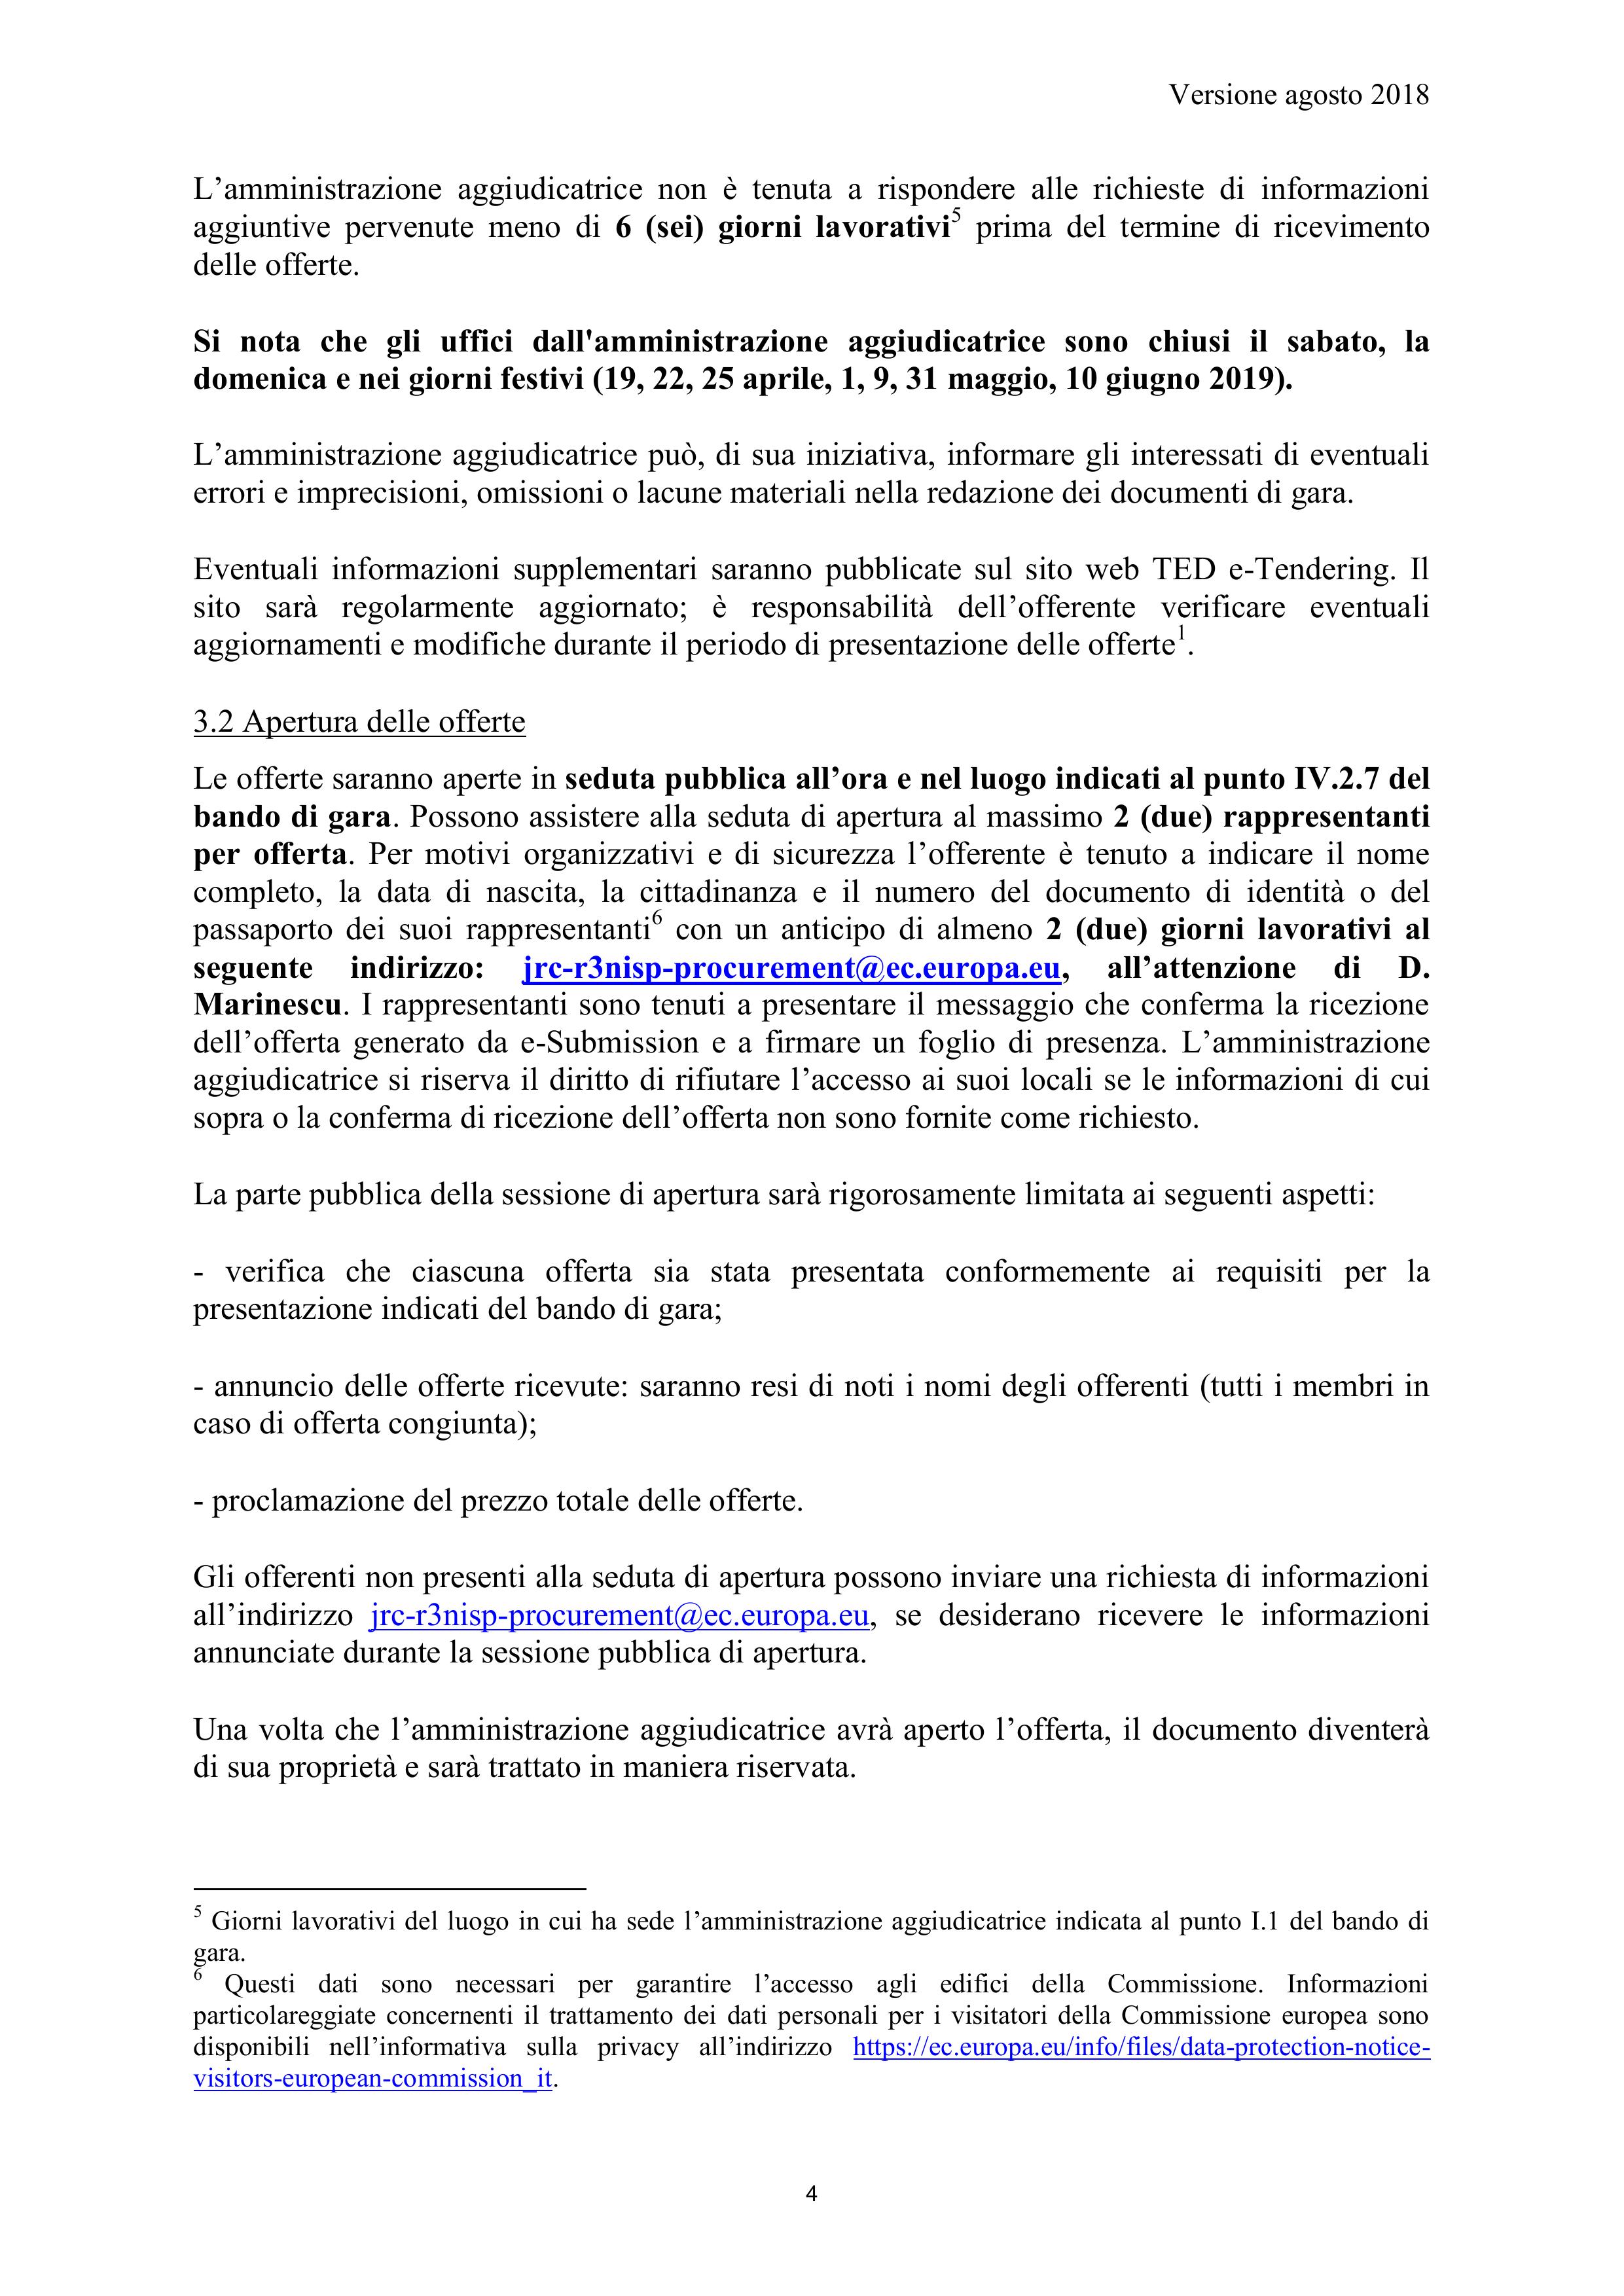 Versione agosto 2018
L’amministrazione aggiudicatrice non è tenuta a rispondere alle richieste di informazioni
aggiuntive pervenute meno di 6 (sei) giorni lavorativi5 prima del termine di ricevimento
delle offerte.
Si nota che gli uffici dall'amministrazione aggiudicatrice sono chiusi il sabato, la
domenica e nei giorni festivi (19, 22, 25 aprile, 1, 9, 31 maggio, 10 giugno 2019).
L’amministrazione aggiudicatrice può, di sua iniziativa, informare gli interessati di eventuali
errori e imprecisioni, omissioni o lacune materiali nella redazione dei documenti di gara.
Eventuali informazioni supplementari saranno pubblicate sul sito web TED e-Tendering. Il
sito sarà regolarmente aggiornato; è responsabilità dell’offerente verificare eventuali
aggiornamenti e modifiche durante il periodo di presentazione delle offerte1.
3.2 Apertura delle offerte
Le offerte saranno aperte in seduta pubblica all’ora e nel luogo indicati al punto IV.2.7 del
bando di gara. Possono assistere alla seduta di apertura al massimo 2 (due) rappresentanti
per offerta. Per motivi organizzativi e di sicurezza l’offerente è tenuto a indicare il nome
completo, la data di nascita, la cittadinanza e il numero del documento di identità o del
passaporto dei suoi rappresentanti6 con un anticipo di almeno 2 (due) giorni lavorativi al
seguente indirizzo: jrc-r3nisp-procurement@ec.europa.eu, all’attenzione di D.
Marinescu. I rappresentanti sono tenuti a presentare il messaggio che conferma la ricezione
dell’offerta generato da e-Submission e a firmare un foglio di presenza. L’amministrazione
aggiudicatrice si riserva il diritto di rifiutare l’accesso ai suoi locali se le informazioni di cui
sopra o la conferma di ricezione dell’offerta non sono fornite come richiesto.
La parte pubblica della sessione di apertura sarà rigorosamente limitata ai seguenti aspetti:
- verifica che ciascuna offerta sia stata presentata conformemente ai requisiti per la
presentazione indicati del bando di gara;
- annuncio delle offerte ricevute: saranno resi di noti i nomi degli offerenti (tutti i membri in
caso di offerta congiunta);
- proclamazione del prezzo totale delle offerte.
Gli offerenti non presenti alla seduta di apertura possono inviare una richiesta di informazioni
all’indirizzo jrc-r3nisp-procurement@ec.europa.eu, se desiderano ricevere le informazioni
annunciate durante la sessione pubblica di apertura.
Una volta che l’amministrazione aggiudicatrice avrà aperto l’offerta, il documento diventerà
di sua proprietà e sarà trattato in maniera riservata.
5 Giorni lavorativi del luogo in cui ha sede l’amministrazione aggiudicatrice indicata al punto I.1 del bando di
gara.
6 Questi dati sono necessari per garantire l’accesso agli edifici della Commissione. Informazioni
particolareggiate concernenti il trattamento dei dati personali per i visitatori della Commissione europea sono
disponibili nell’informativa sulla privacy all’indirizzo https://ec.europa.eu/info/files/data-protection-notice-
visitors-european-commission_it.
4